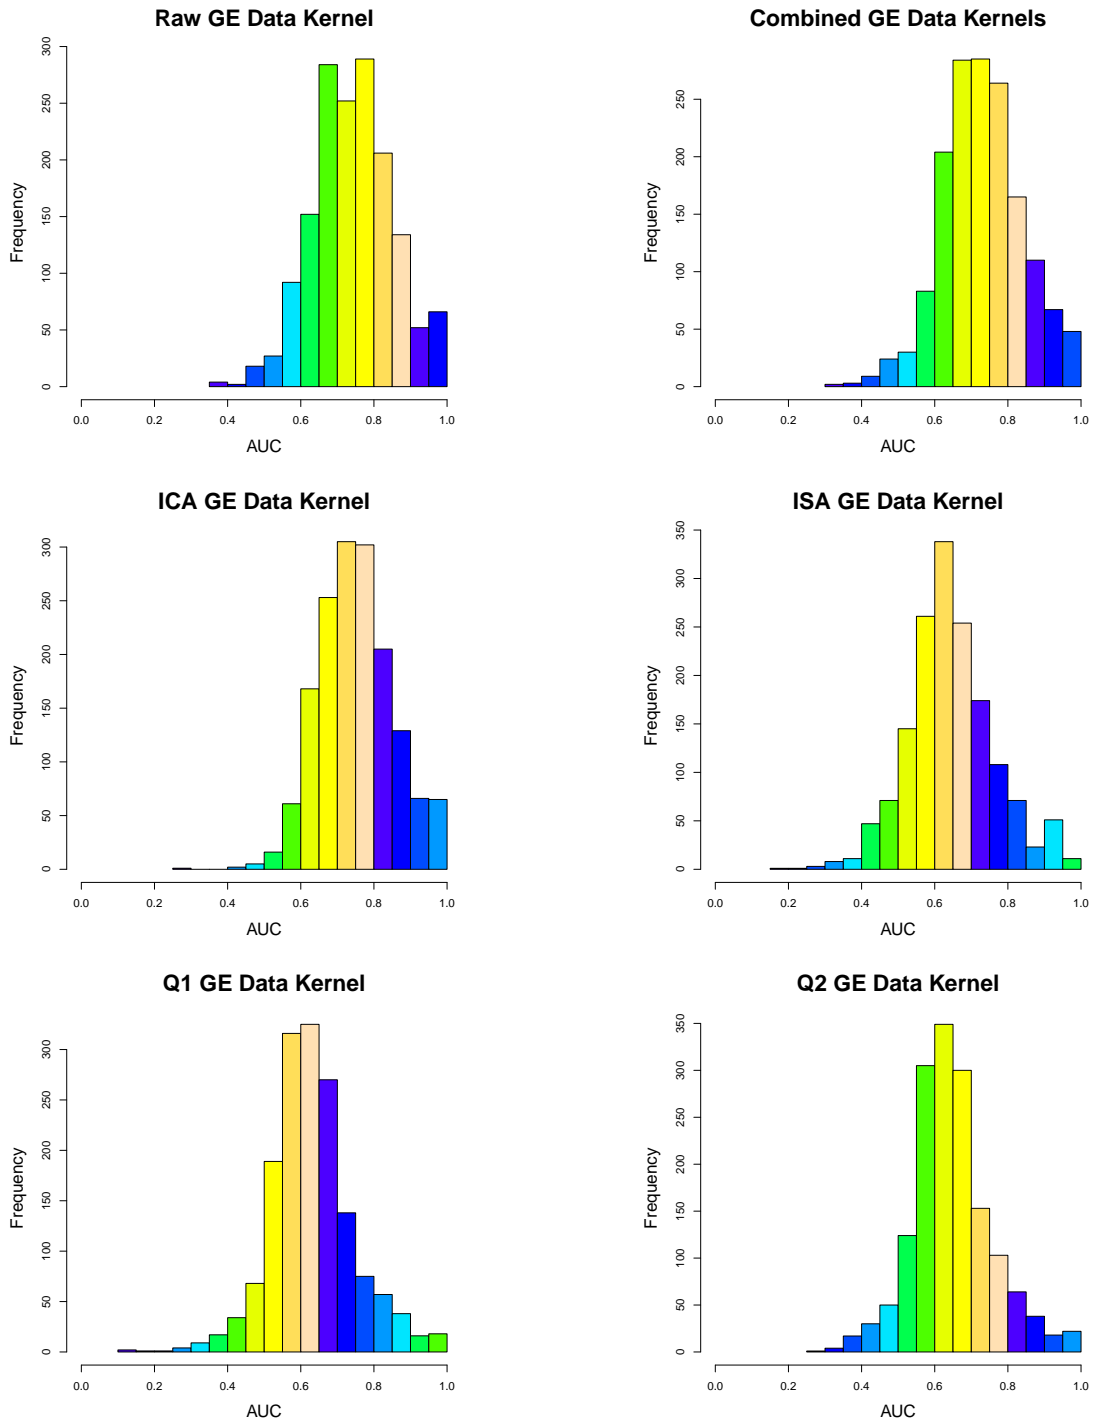 Raw GE Data Kernel
Frequency
0 50 100 150 200 250 300
0.0 0.2 0.4 0.6 0.8 1.0
AUC
Combined GE Data Kernels
Frequency
0 50 100 150 200 250
0.0 0.2 0.4 0.6 0.8 1.0
AUC
ICA GE Data Kernel
Frequency
0 50 100 150 200 250 300
0.0 0.2 0.4 0.6 0.8 1.0
AUC
ISA GE Data Kernel
Frequency
0 50 100 150 200 250 300 350
0.0 0.2 0.4 0.6 0.8 1.0
AUC
Q1 GE Data Kernel
Frequency
0 50 100 150 200 250 300
0.0 0.2 0.4 0.6 0.8 1.0
AUC
Q2 GE Data Kernel
Frequency
0 50 100 150 200 250 300 350
0.0 0.2 0.4 0.6 0.8 1.0
AUC